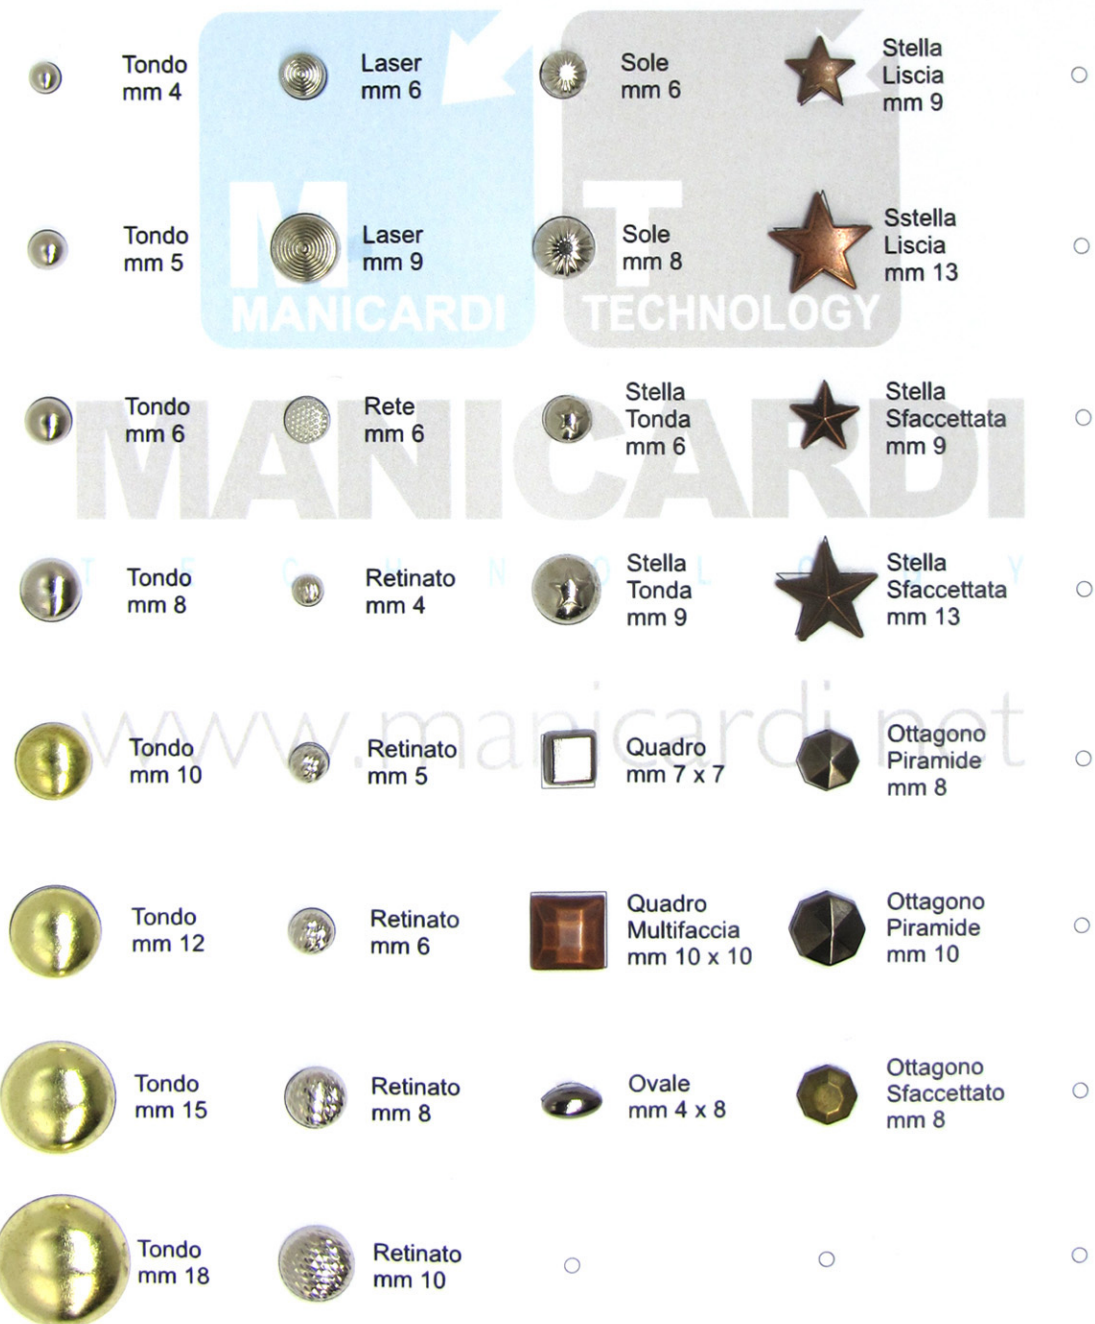 Tondo
mm 4
Laser
mm 6
Sole
mm 6
Stella
Liscia
mm 9
Tondo
mm 5
Laser
mm 9
Sole
mm 8
Sstella
Liscia
mm 13
M
MANICARDI
T
TECHNOLOGY
Tondo
mm 6
Rete
mm 6
Stella
Tonda
mm 6
Stella
Sfaccettata
mm 9
MANICARDI
TECHNOLOGY
Tondo
mm 8
Retinato
mm 4
Stella
Tonda
mm 9
Stella
Sfaccettata
mm 13
www.manicardi.net
Tondo
mm 10
Retinato
mm 5
Quadro
mm 7 x 7
Ottagono
Piramide
mm 8
Tondo
mm 12
Retinato
mm 6
Quadro
Multifaccia
mm 10 x 10
Ottagono
Piramide
mm 10
Tondo
mm 15
Retinato
mm 8
Ovale
mm 4 x 8
Ottagono
Sfaccettato
mm 8
Tondo
mm 18
Retinato
mm 10